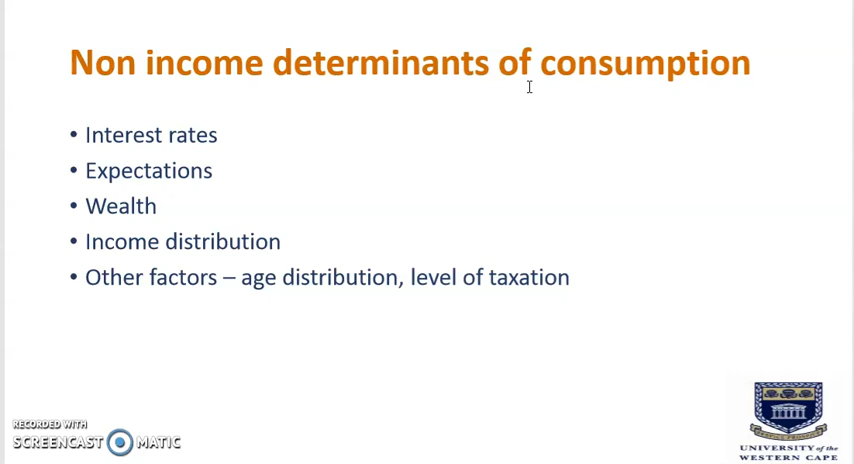 Non income determinants of consumption
• Interest rates
• Expectations
• Wealth
• Income distribution
• Other factors – age distribution, level of taxation
RECORDED WITH
SCREENCAST MATIC
UNIVERSITY of the
WESTERN CAPE